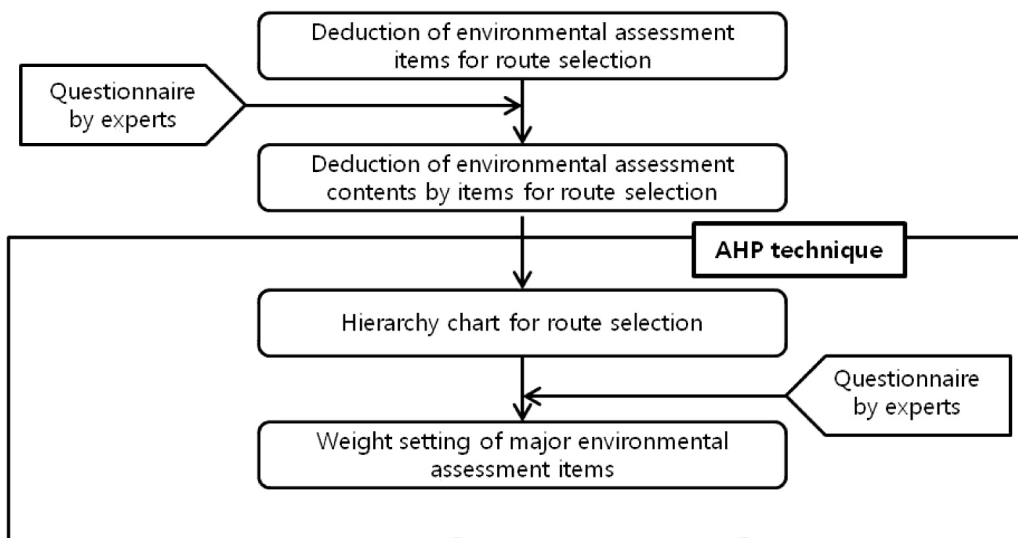 Deduction of environmental assessment
items for route selection
Questionnaire
by experts
Deduction of environmental assessment
contents by items for route selection
AHP technique
Hierarchy chart for route selection
Questionnaire
by experts
Weight setting of major environmental
assessment items